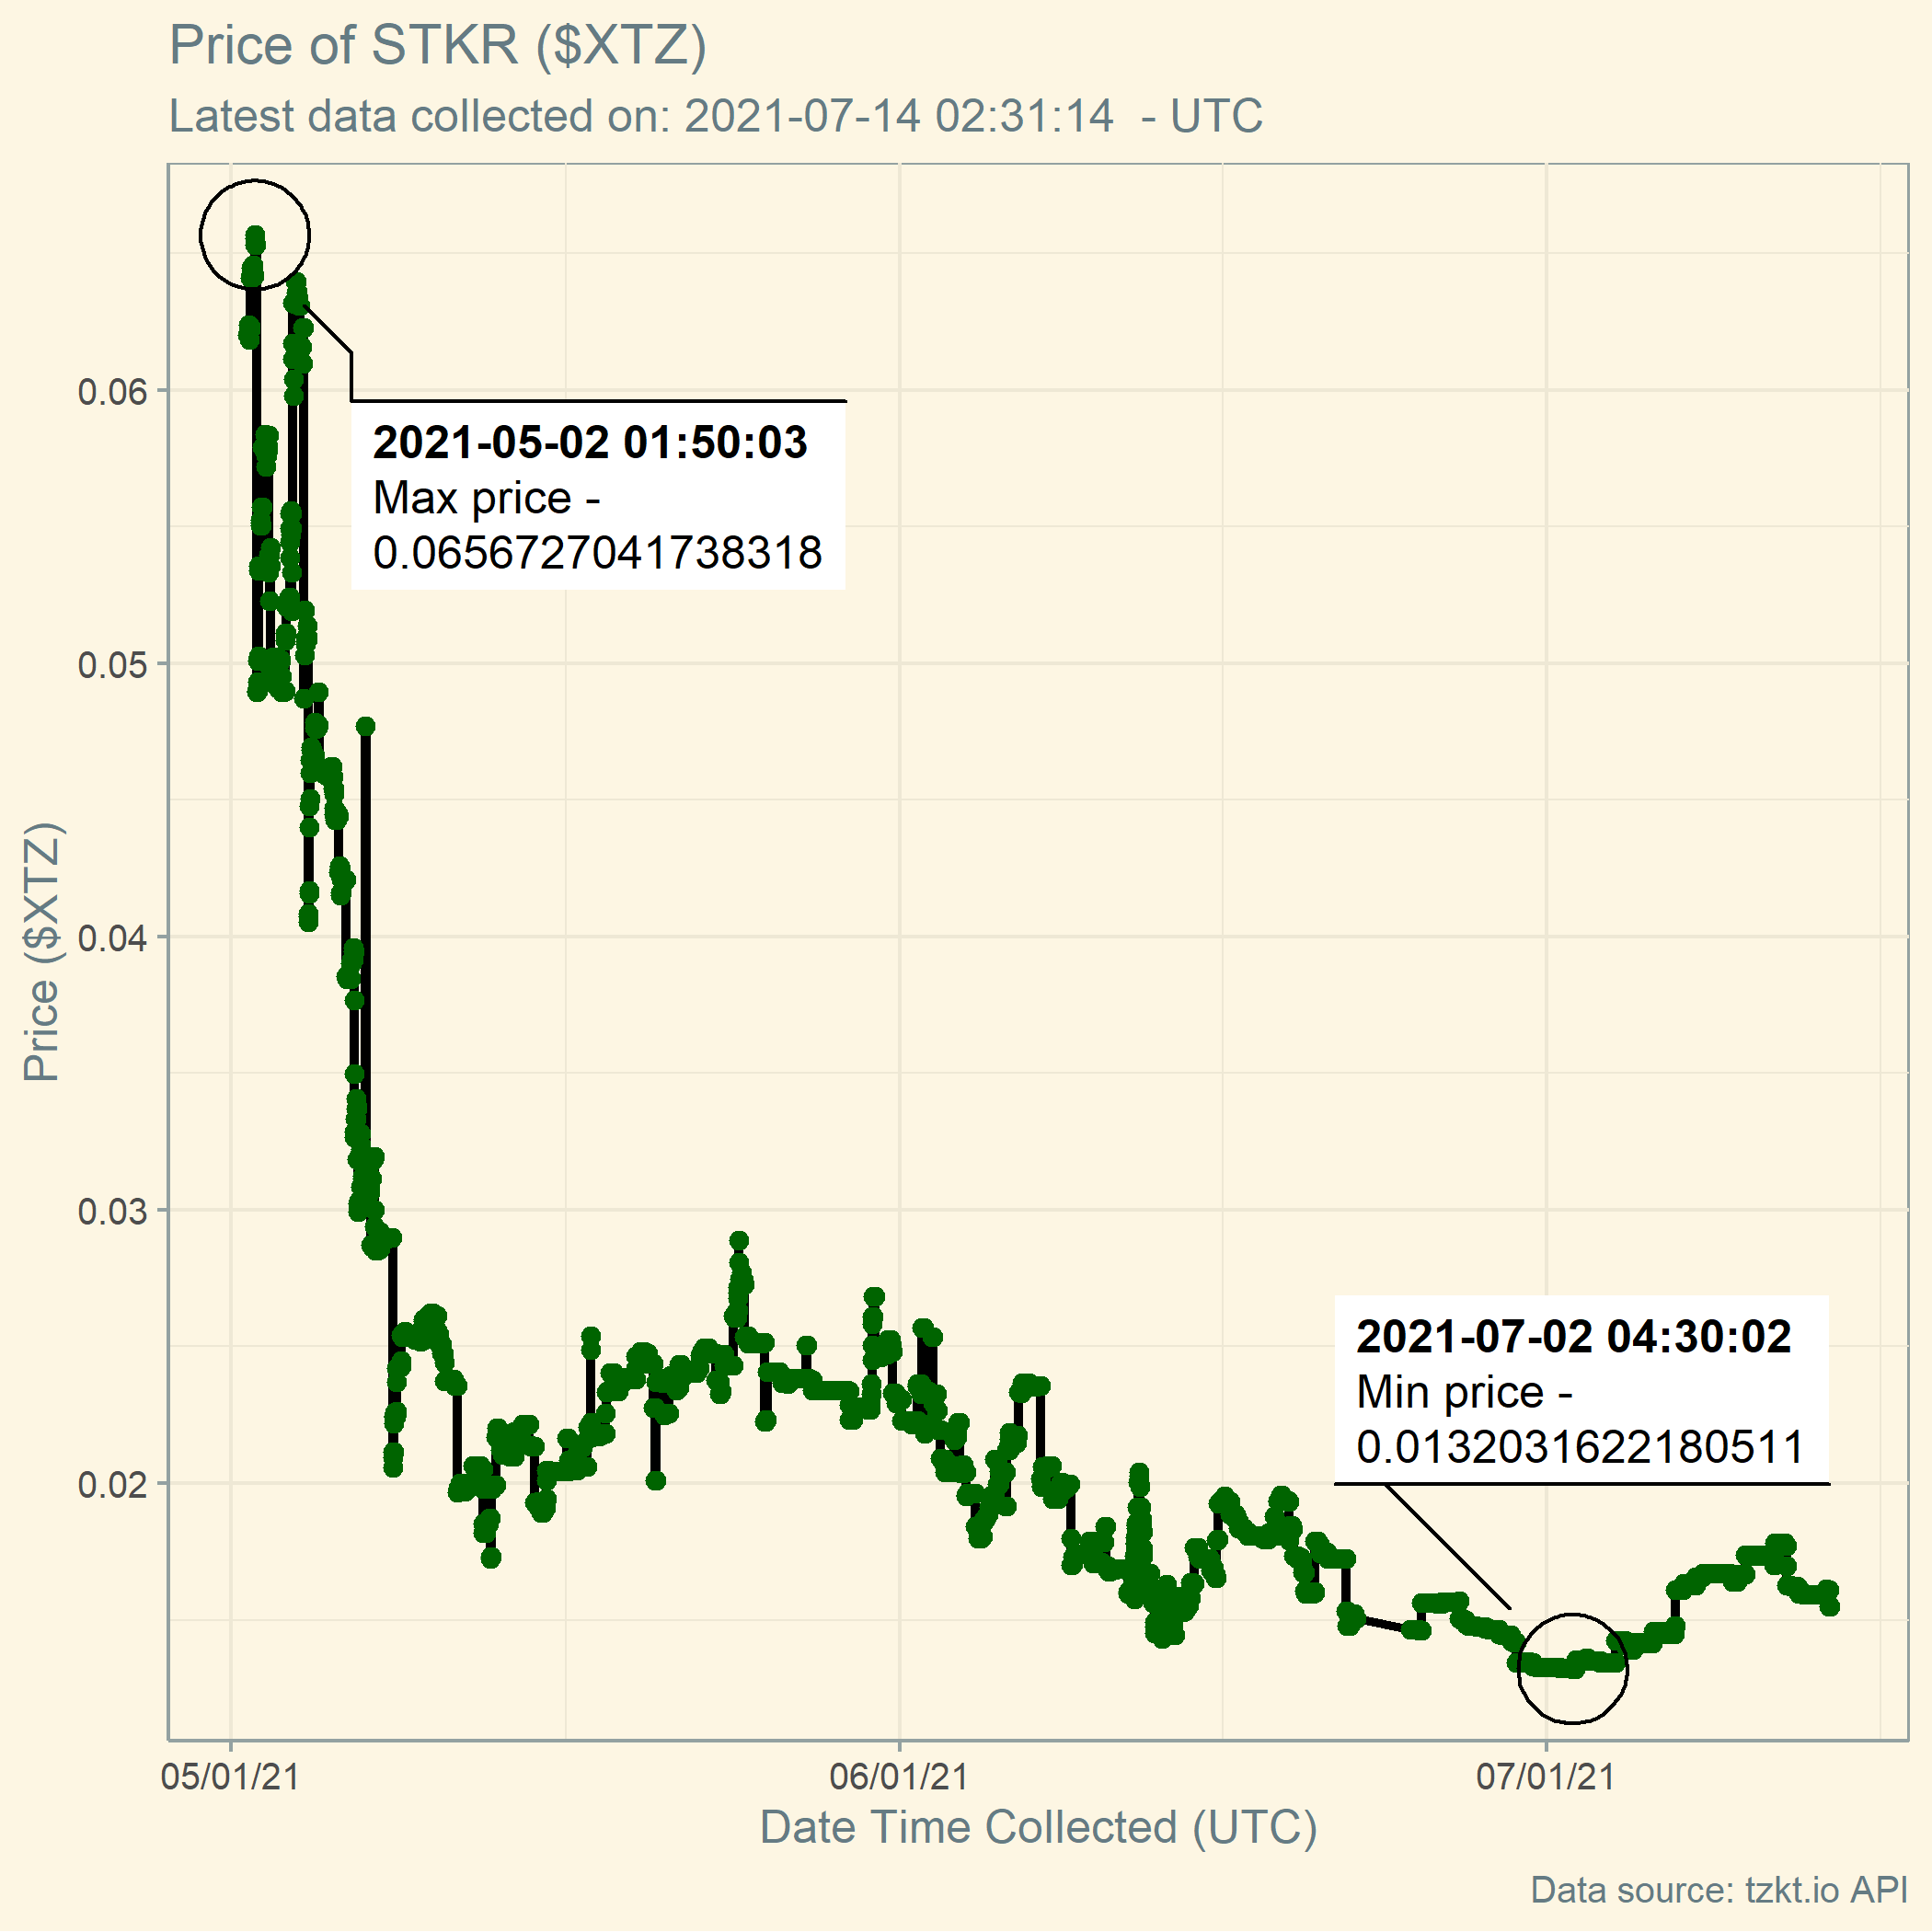 Price of STKR ($XTZ)
Latest data collected on: 2021-07-14 02:31:14  - UTC
Price ($XTZ)
0.06
0.05
0.04
0.03
0.02
2021-05-02 01:50:03
Max price -
0.0656727041738318
2021-07-02 04:30:02
Min price -
0.0132031622180511
05/01/21
06/01/21
07/01/21
Date Time Collected (UTC)
Data source: tzkt.io API